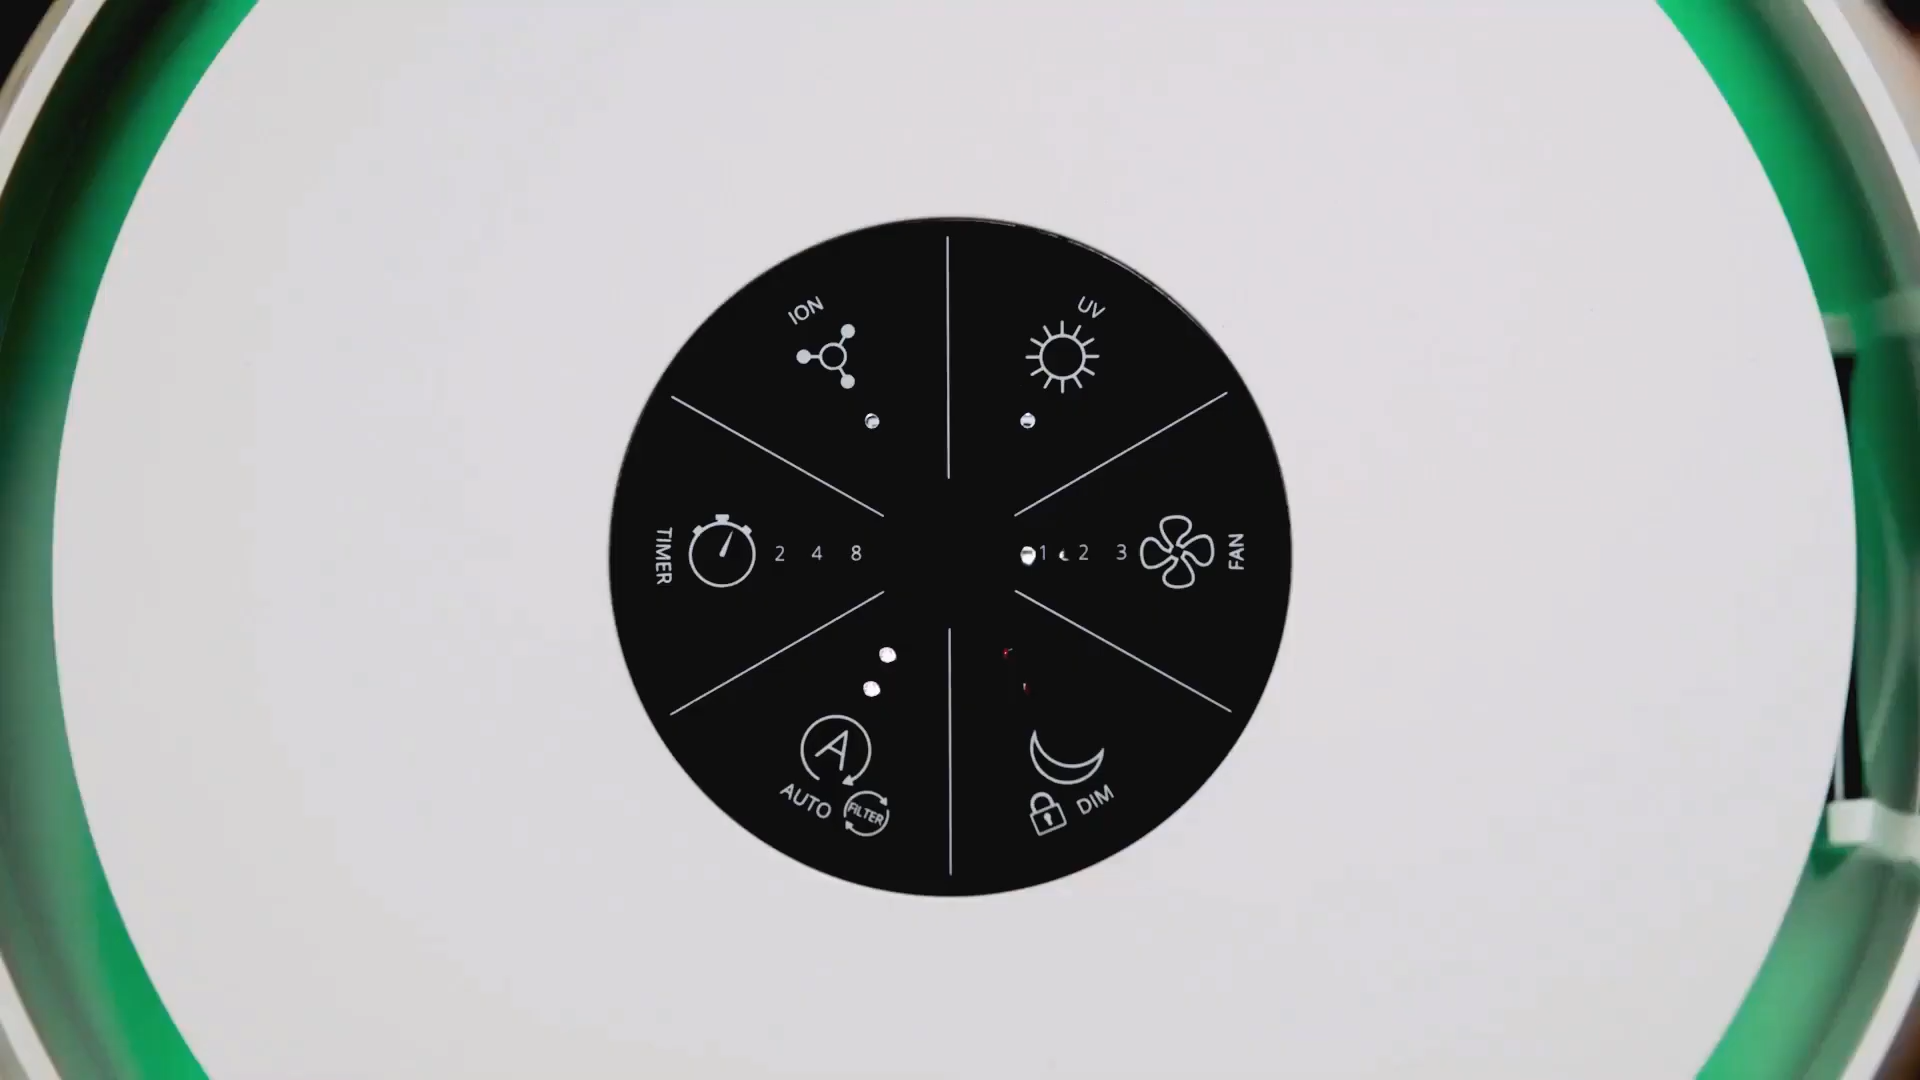 ION
UV
TIMER
2 4 8
1 2 3
FAN
A
AUTO
FILTER
DIM